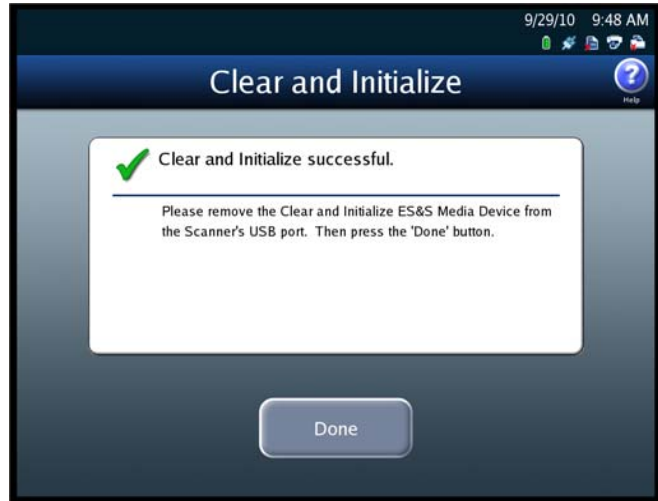 9/29/10 9:48 AM
Clear and Initialize
Help
Clear and Initialize successful.
Please remove the Clear and Initialize ES&S Media Device from
the Scanner's USB port. Then press the 'Done' button.
Done